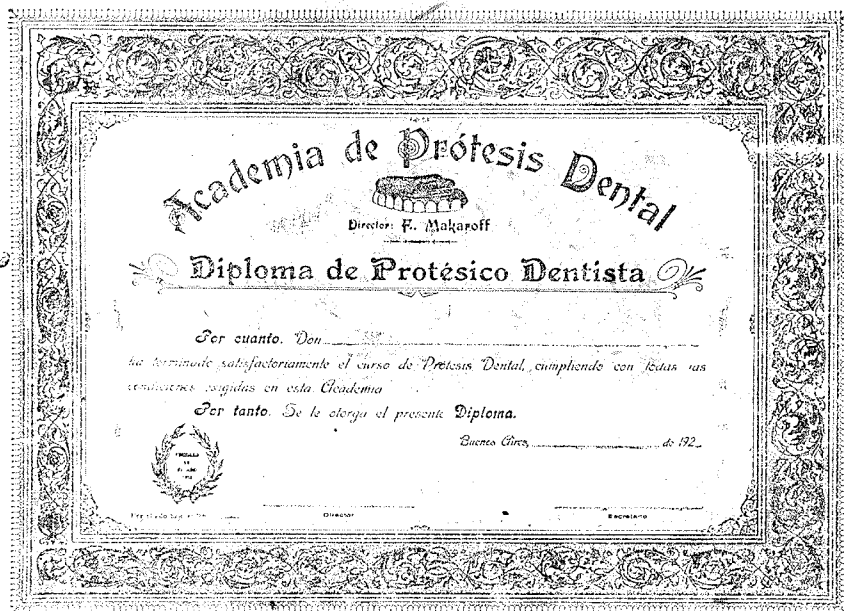 Academia de Prótesis Dental
Director: F. Makaroff
Diploma de Protésico Dentista
Por cuanto. Don
ha terminado satisfactoriamente el curso de Prótesis Dental, cumpliendo con todas las
condiciones exigidas en esta Academia
Por tanto. Se le otorga el presente Diploma.
Buenos Aires, de 192
Director
Secretario